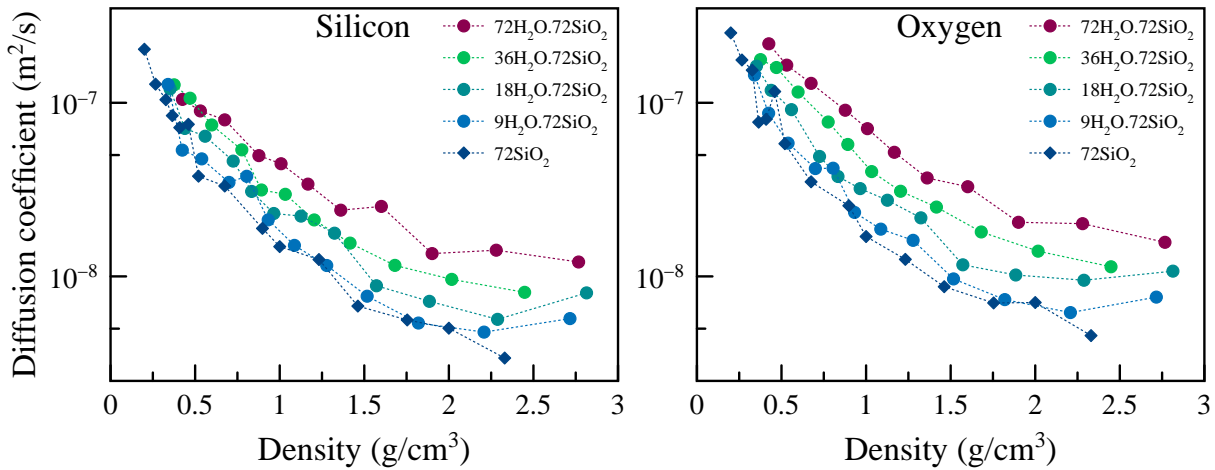 Silicon
72H₂O.72SiO₂
36H₂O.72SiO₂
18H₂O.72SiO₂
9H₂O.72SiO₂
72SiO₂
Diffusion coefficient (m²/s)
10⁻⁷
10⁻⁸
0 0.5 1 1.5 2 2.5 3
Density (g/cm³)
Oxygen
72H₂O.72SiO₂
36H₂O.72SiO₂
18H₂O.72SiO₂
9H₂O.72SiO₂
72SiO₂
10⁻⁷
10⁻⁸
0 0.5 1 1.5 2 2.5 3
Density (g/cm³)